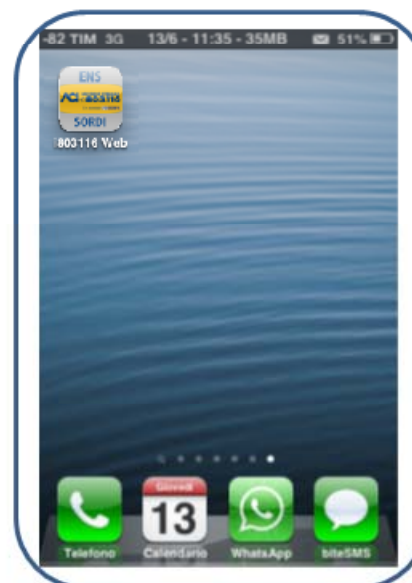 -82 TIM 3G 13/6 - 11:35 - 35MB 51%
ENS
ACI 803116
SORDI
803116 Web
Giovedì
13
Telefono Calendario WhatsApp biteSMS